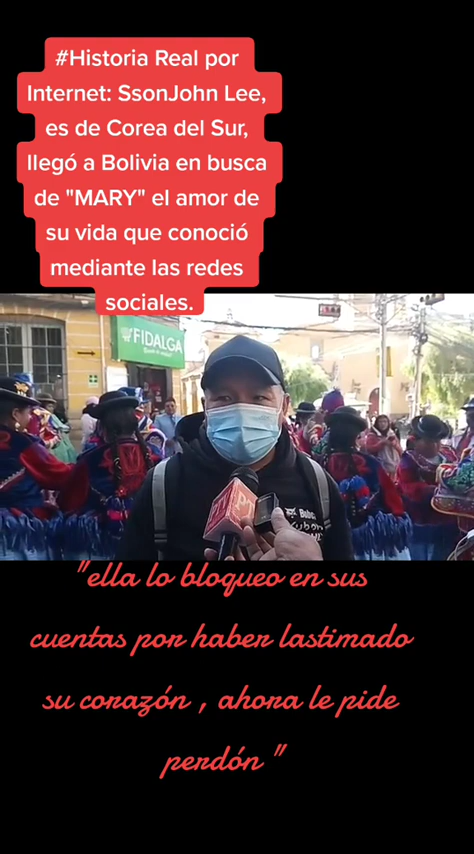 #Historia Real por
Internet: SsonJohn Lee,
es de Corea del Sur,
llegó a Bolivia en busca
de "MARY" el amor de
su vida que conoció
mediante las redes
sociales.
FIDALGA
Bubba
"ella lo bloqueo en sus
cuentas por haber lastimado
su corazón , ahora le pide
perdón "